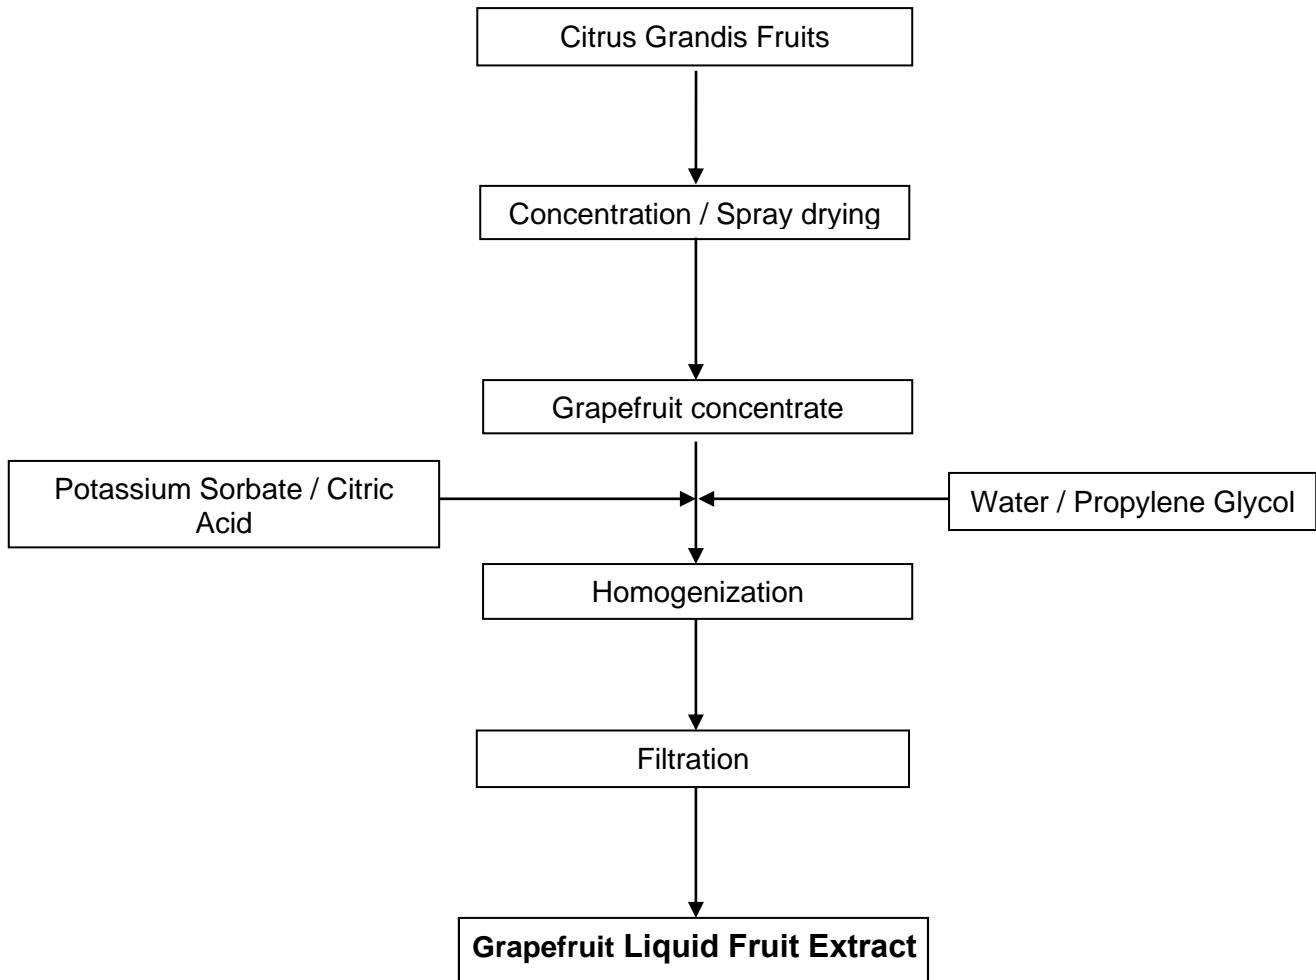 Citrus Grandis Fruits
Concentration / Spray drying
Grapefruit concentrate
Potassium Sorbate / Citric
Acid
Water / Propylene Glycol
Homogenization
Filtration
Grapefruit Liquid Fruit Extract